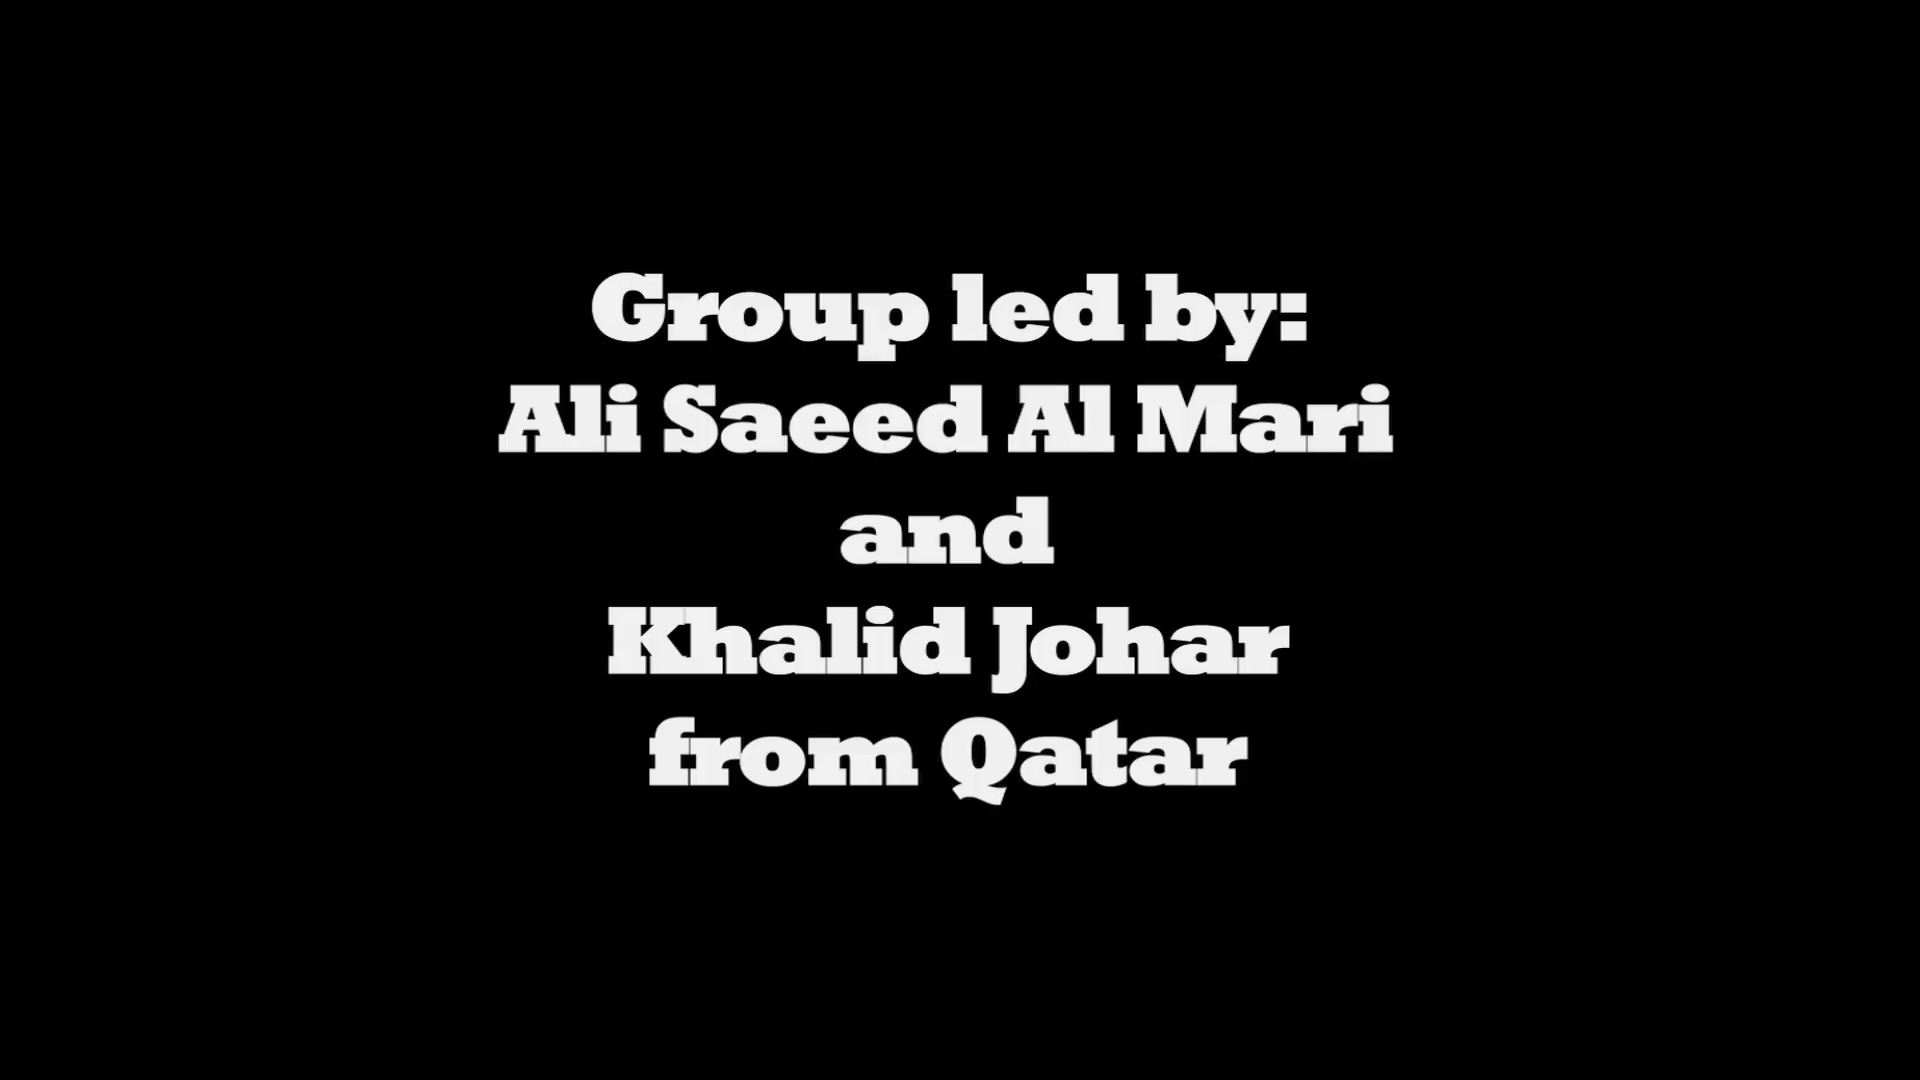 Group led by:
Ali Saeed Al Mari
and
Khalid Johar
from Qatar